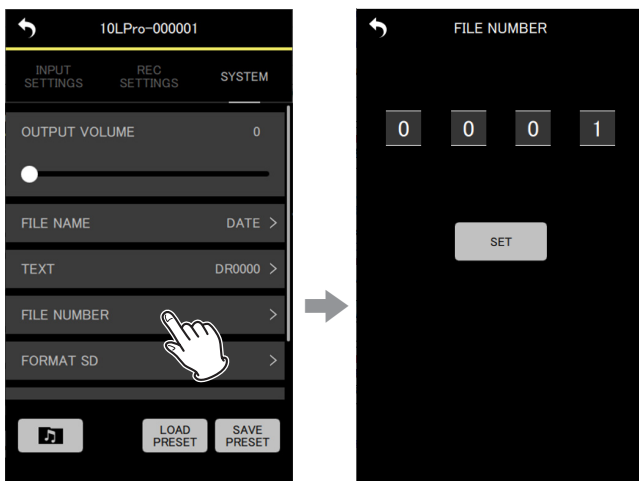 10LPro-000001
INPUT SETTINGS
REC SETTINGS
SYSTEM
OUTPUT VOLUME 0
FILE NAME DATE >
TEXT DR0000 >
FILE NUMBER >
FORMAT SD >
LOAD PRESET
SAVE PRESET
FILE NUMBER
0 0 0 1
SET